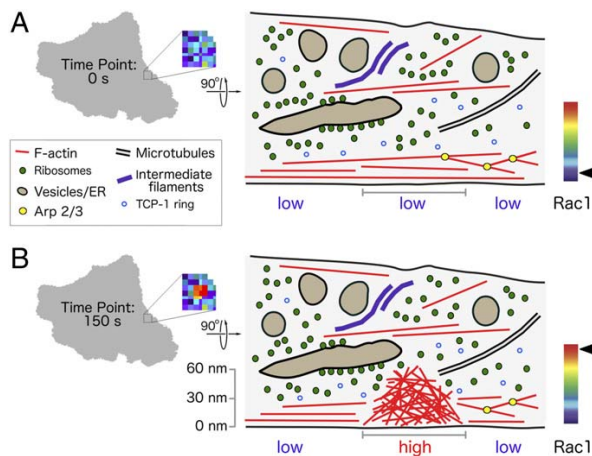 A
Time Point:
0 s
90°
F-actin
Ribosomes
Vesicles/ER
Arp 2/3
Microtubules
Intermediate
filaments
TCP-1 ring
low
low
low
Rac1
B
Time Point:
150 s
90°
60 nm
30 nm
0 nm
low
high
low
Rac1